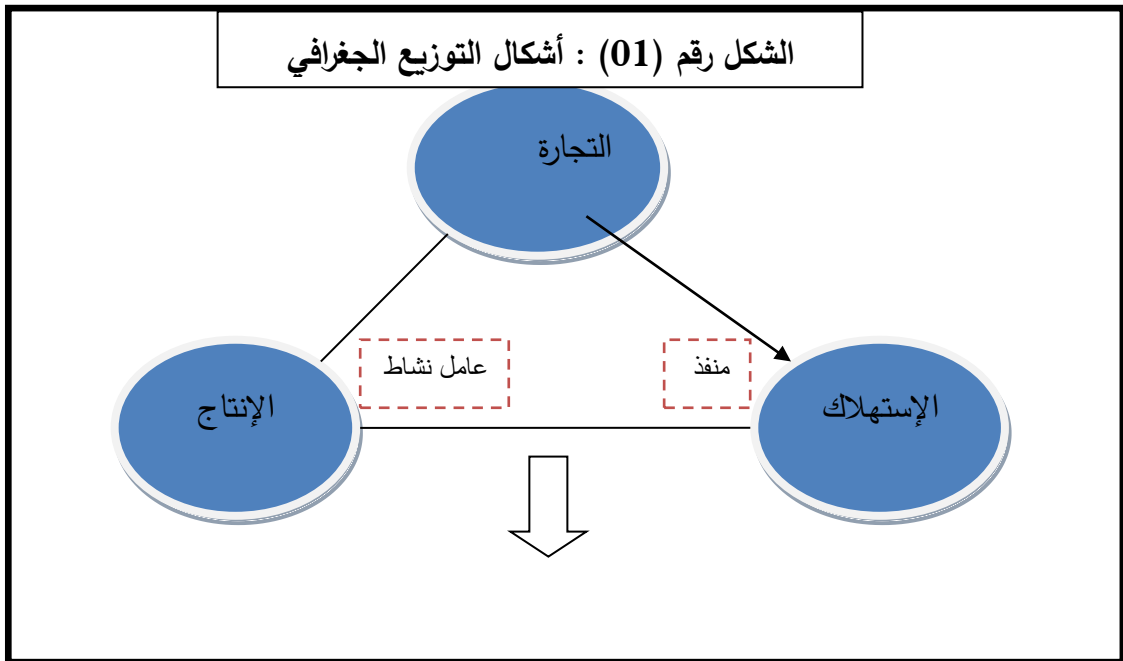 الشكل رقم (01) : أشكال التوزيع الجغرافي
التجارة
منفذ
عامل نشاط
الإستهلاك
الإنتاج